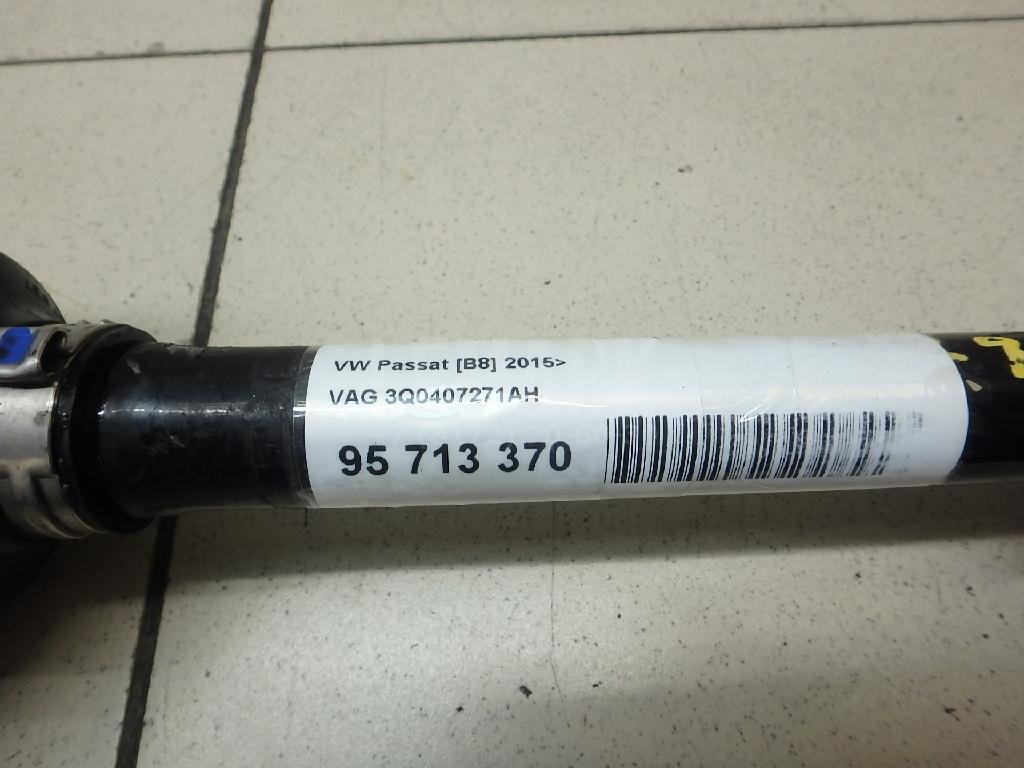 VW Passat [B8] 2015>
VAG 3Q0407271AH
95 713 370